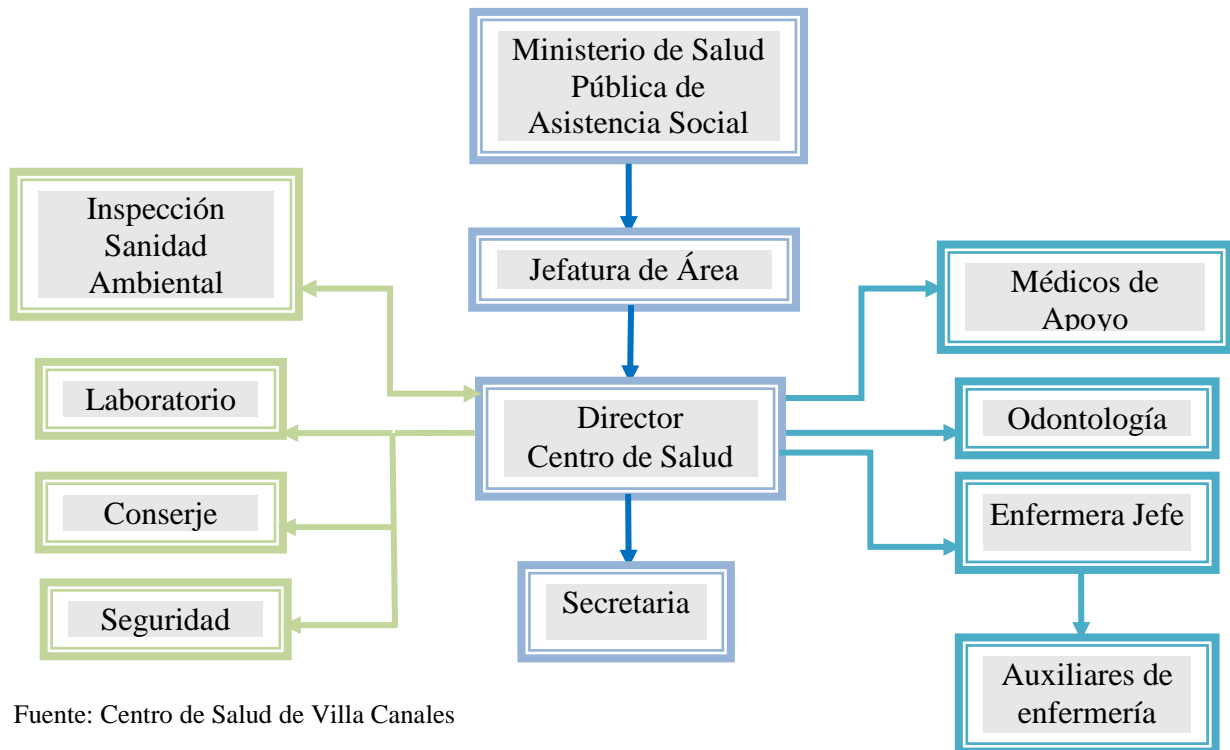 Ministerio de Salud
Pública de
Asistencia Social
Inspección
Sanidad
Ambiental
Jefatura de Área
Médicos de
Apoyo
Laboratorio
Director
Centro de Salud
Odontología
Conserje
Enfermera Jefe
Seguridad
Secretaria
Auxiliares de
enfermería
Fuente: Centro de Salud de Villa Canales